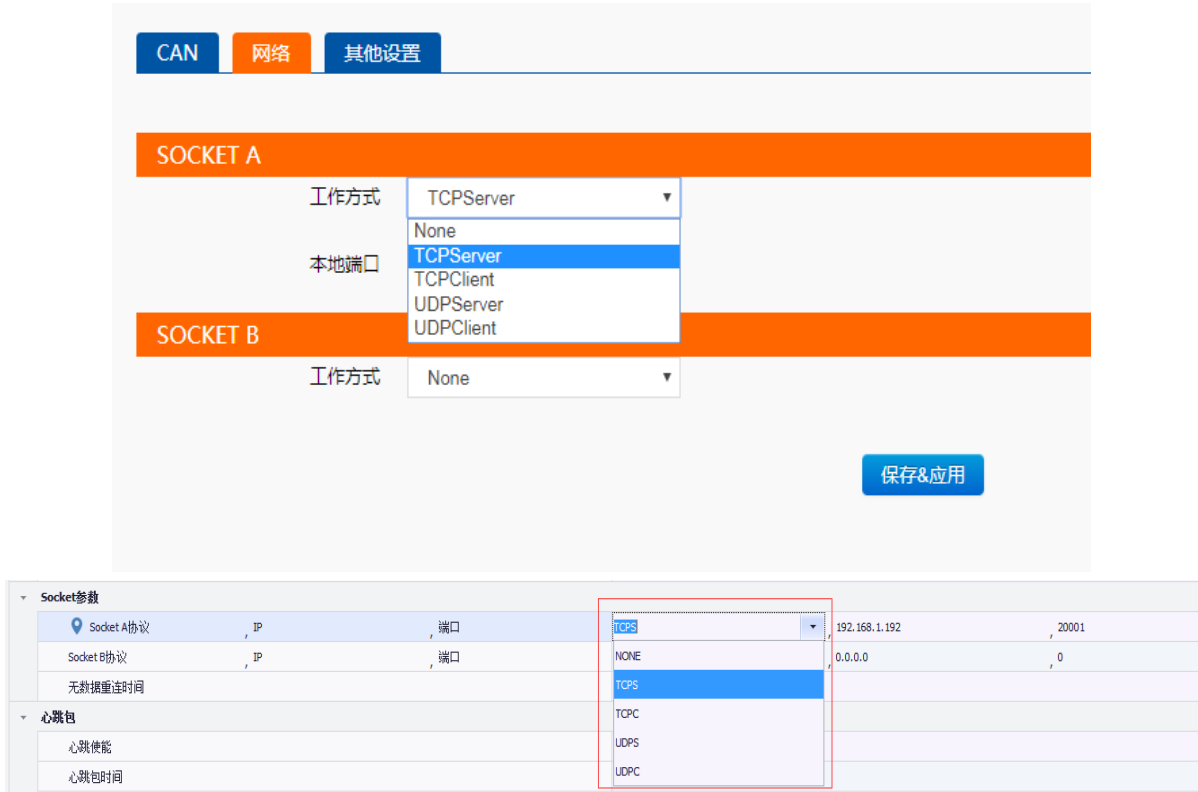 CAN 网络 其他设置
SOCKET A
工作方式 TCPServer
None
TCPServer
本地端口
TCPClient
UDPServer
UDPClient
SOCKET B
工作方式 None
保存&应用
Socket参数
Socket A协议 , IP , 端口 TCPS , 192.168.1.192 , 20001
Socket B协议 , IP , 端口 NONE , 0.0.0.0 , 0
无数据重连时间 TCPS
心跳包 TCPC
心跳使能 UDPS
心跳包时间 UDPC